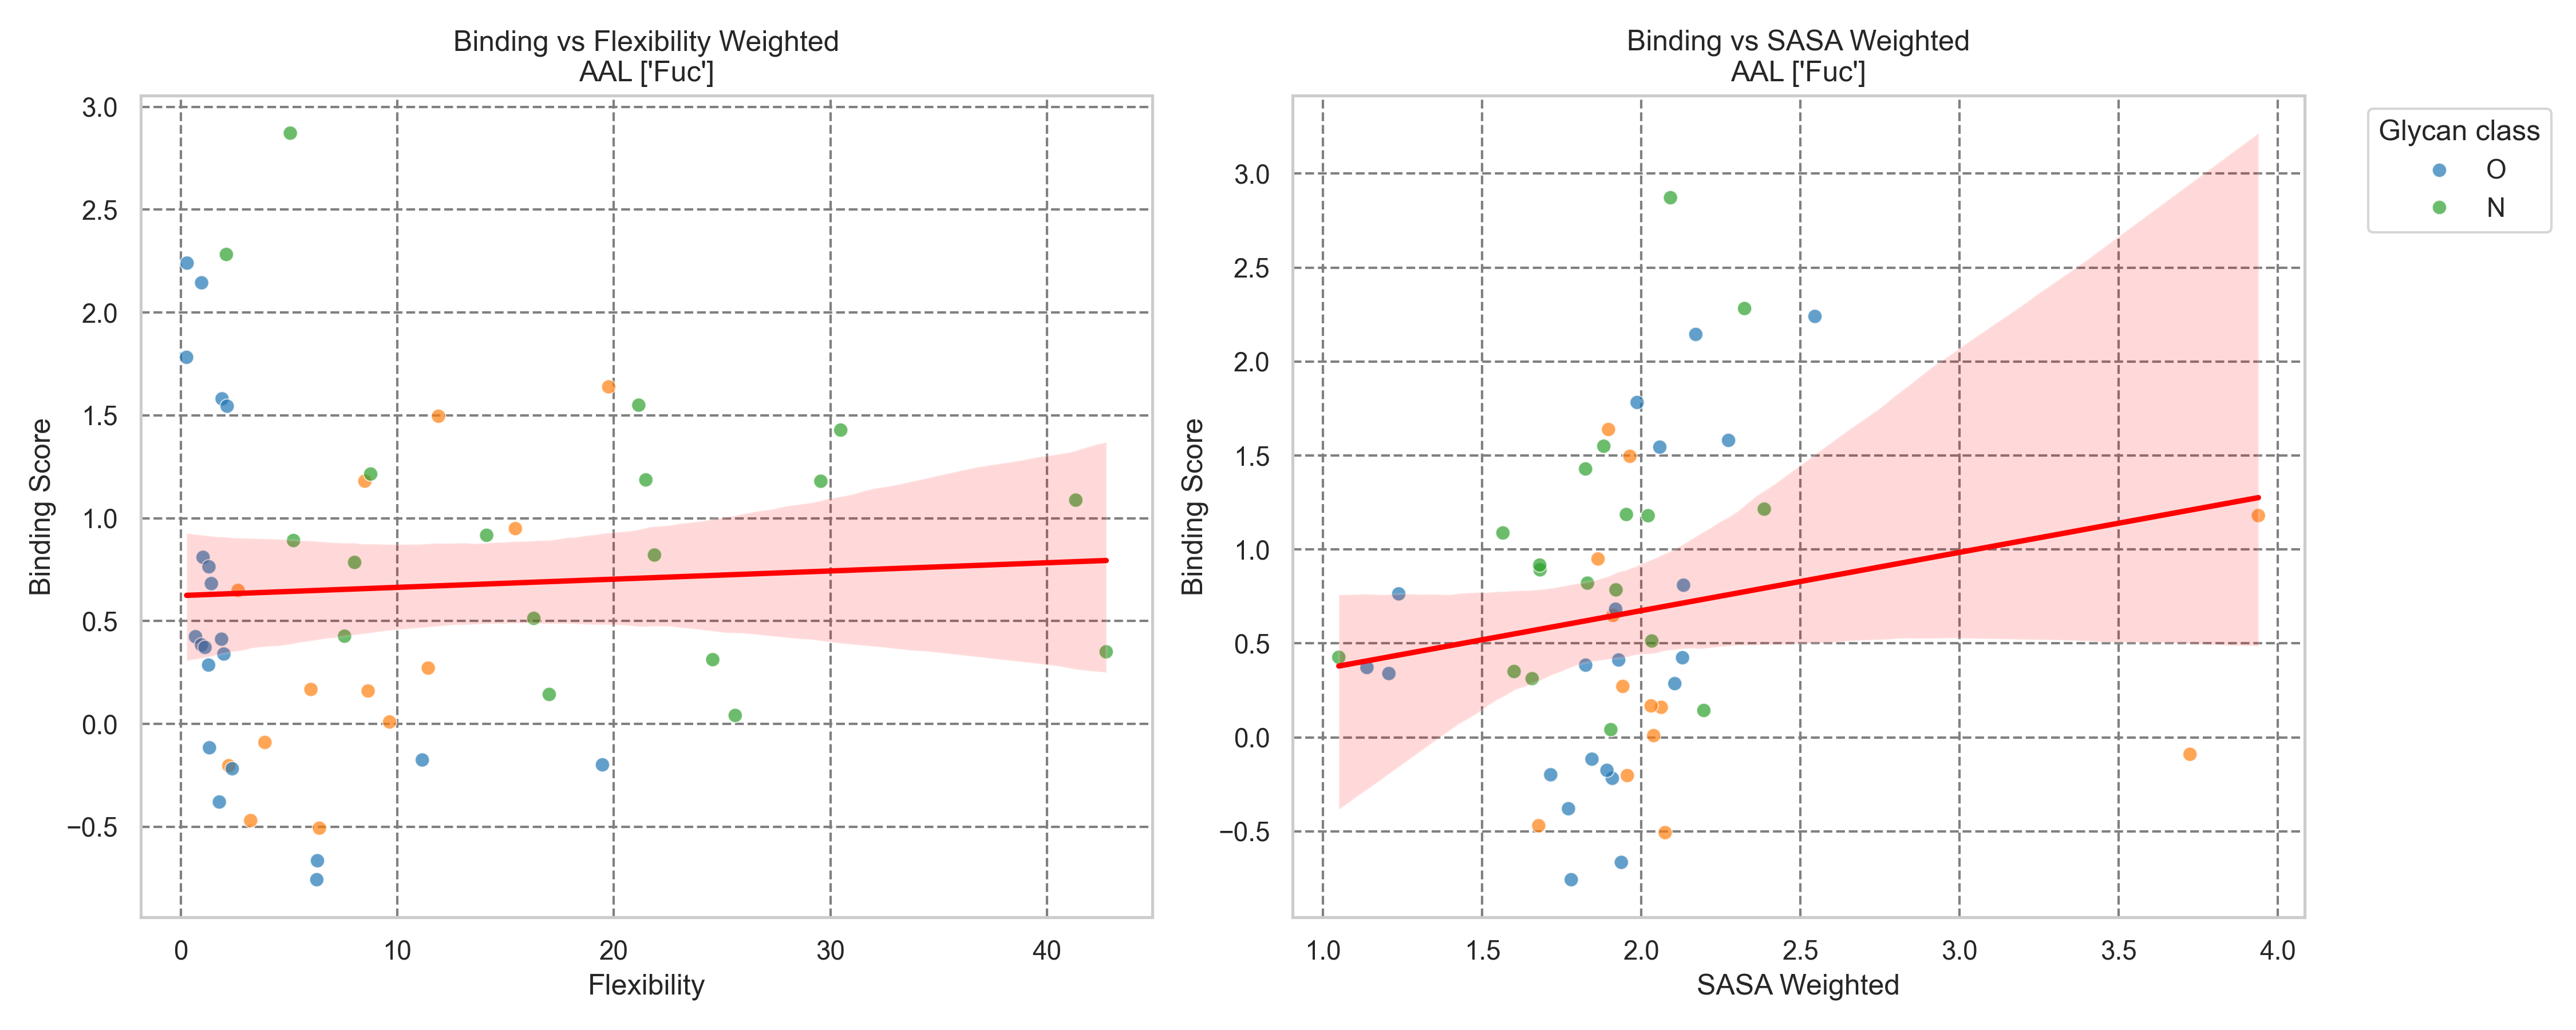 Binding vs Flexibility Weighted
AAL ['Fuc']
Binding Score
3.0
2.5
2.0
1.5
1.0
0.5
0.0
−0.5
0 10 20 30 40
Flexibility
Binding vs SASA Weighted
AAL ['Fuc']
Binding Score
3.0
2.5
2.0
1.5
1.0
0.5
0.0
−0.5
1.0 1.5 2.0 2.5 3.0 3.5 4.0
SASA Weighted
Glycan class
O
N